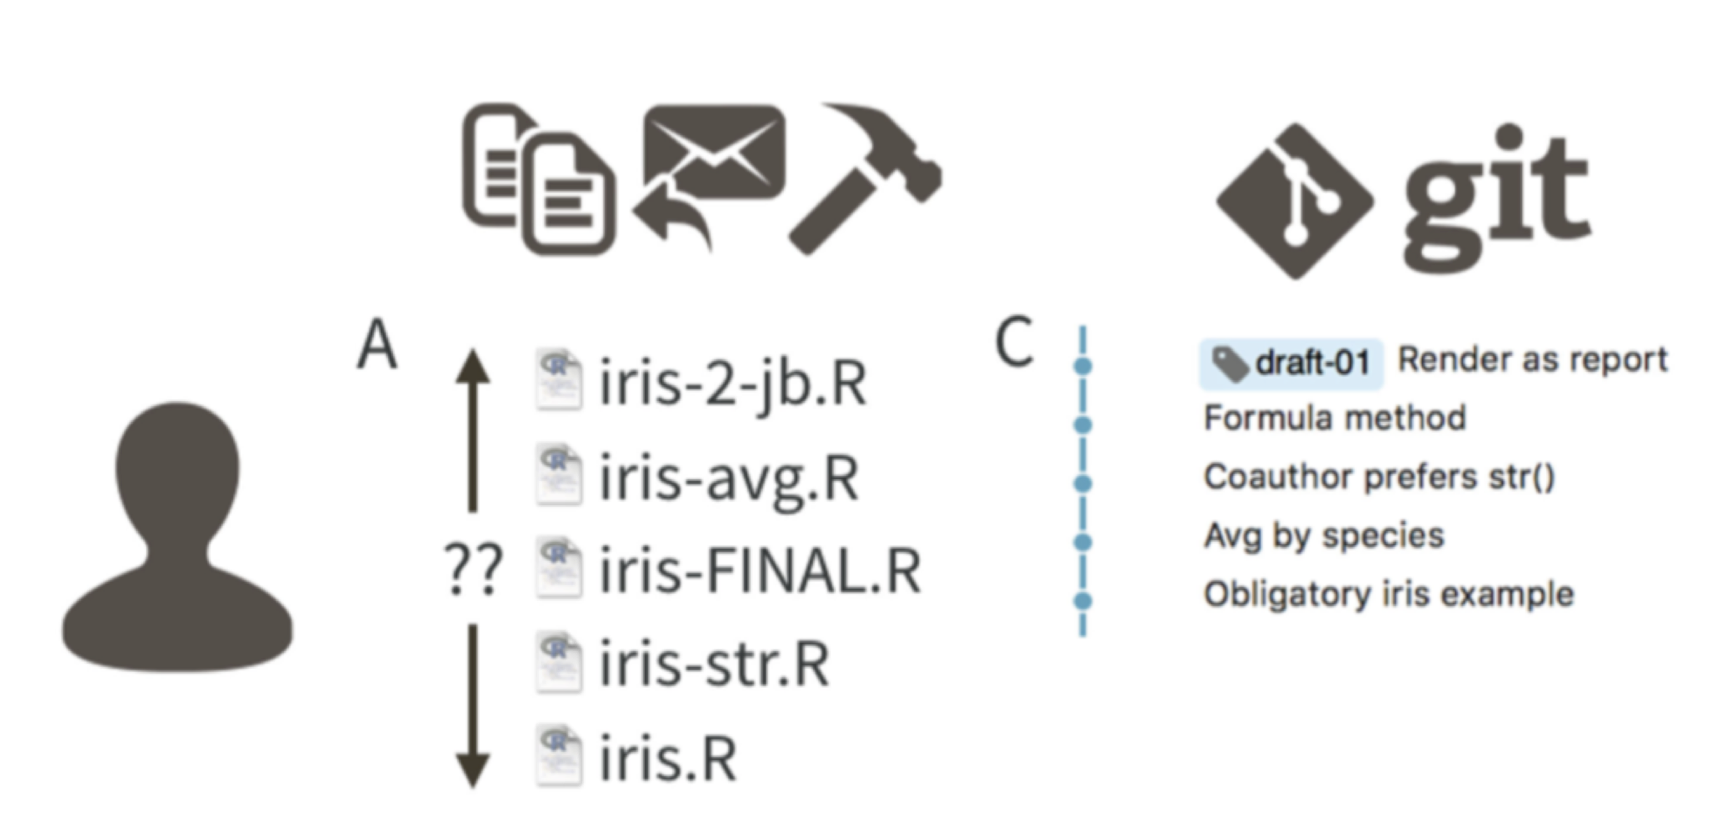 git
A
iris-2-jb.R
iris-avg.R
??
iris-FINAL.R
iris-str.R
iris.R
C
draft-01 Render as report
Formula method
Coauthor prefers str()
Avg by species
Obligatory iris example